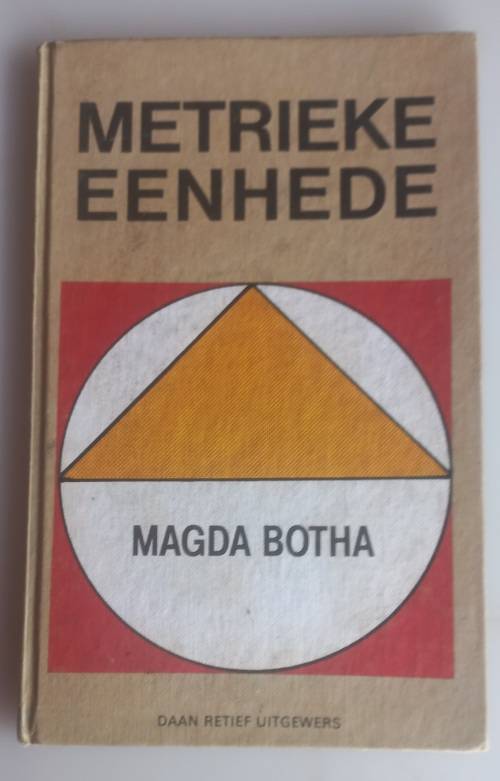 METRIEKE
EENHEDE
MAGDA BOTHA
DAAN RETIEF UITGEWERS